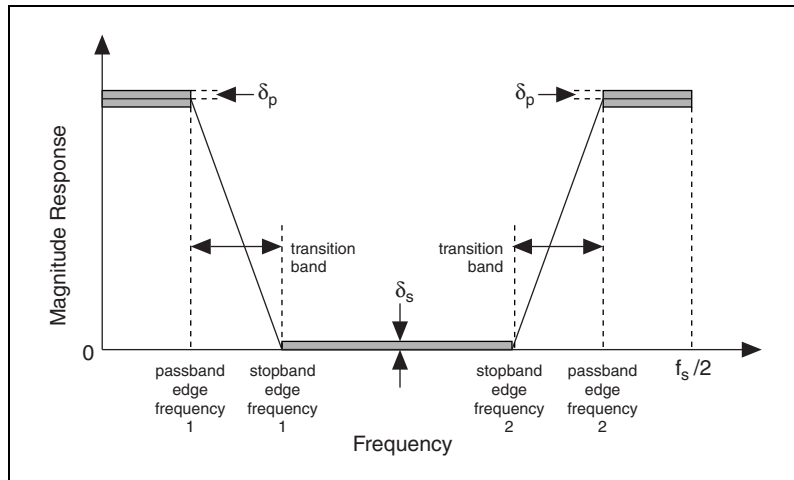 Magnitude Response
δp
δp
transition
band
transition
band
δs
0
passband
edge
frequency
1
stopband
edge
frequency
1
stopband
edge
frequency
2
passband
edge
frequency
2
fs /2
Frequency